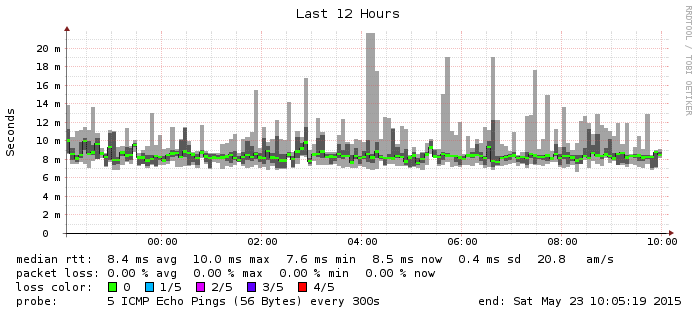 Last 12 Hours
RRDTOOL / TOBI OETIKER
Seconds
20 m
18 m
16 m
14 m
12 m
10 m
8 m
6 m
4 m
2 m
0
00:00 02:00 04:00 06:00 08:00 10:00
median rtt: 8.4 ms avg 10.0 ms max 7.6 ms min 8.5 ms now 0.4 ms sd 20.8 am/s
packet loss: 0.00 % avg 0.00 % max 0.00 % min 0.00 % now
loss color: 0 1/5 2/5 3/5 4/5
probe: 5 ICMP Echo Pings (56 Bytes) every 300s end: Sat May 23 10:05:19 2015